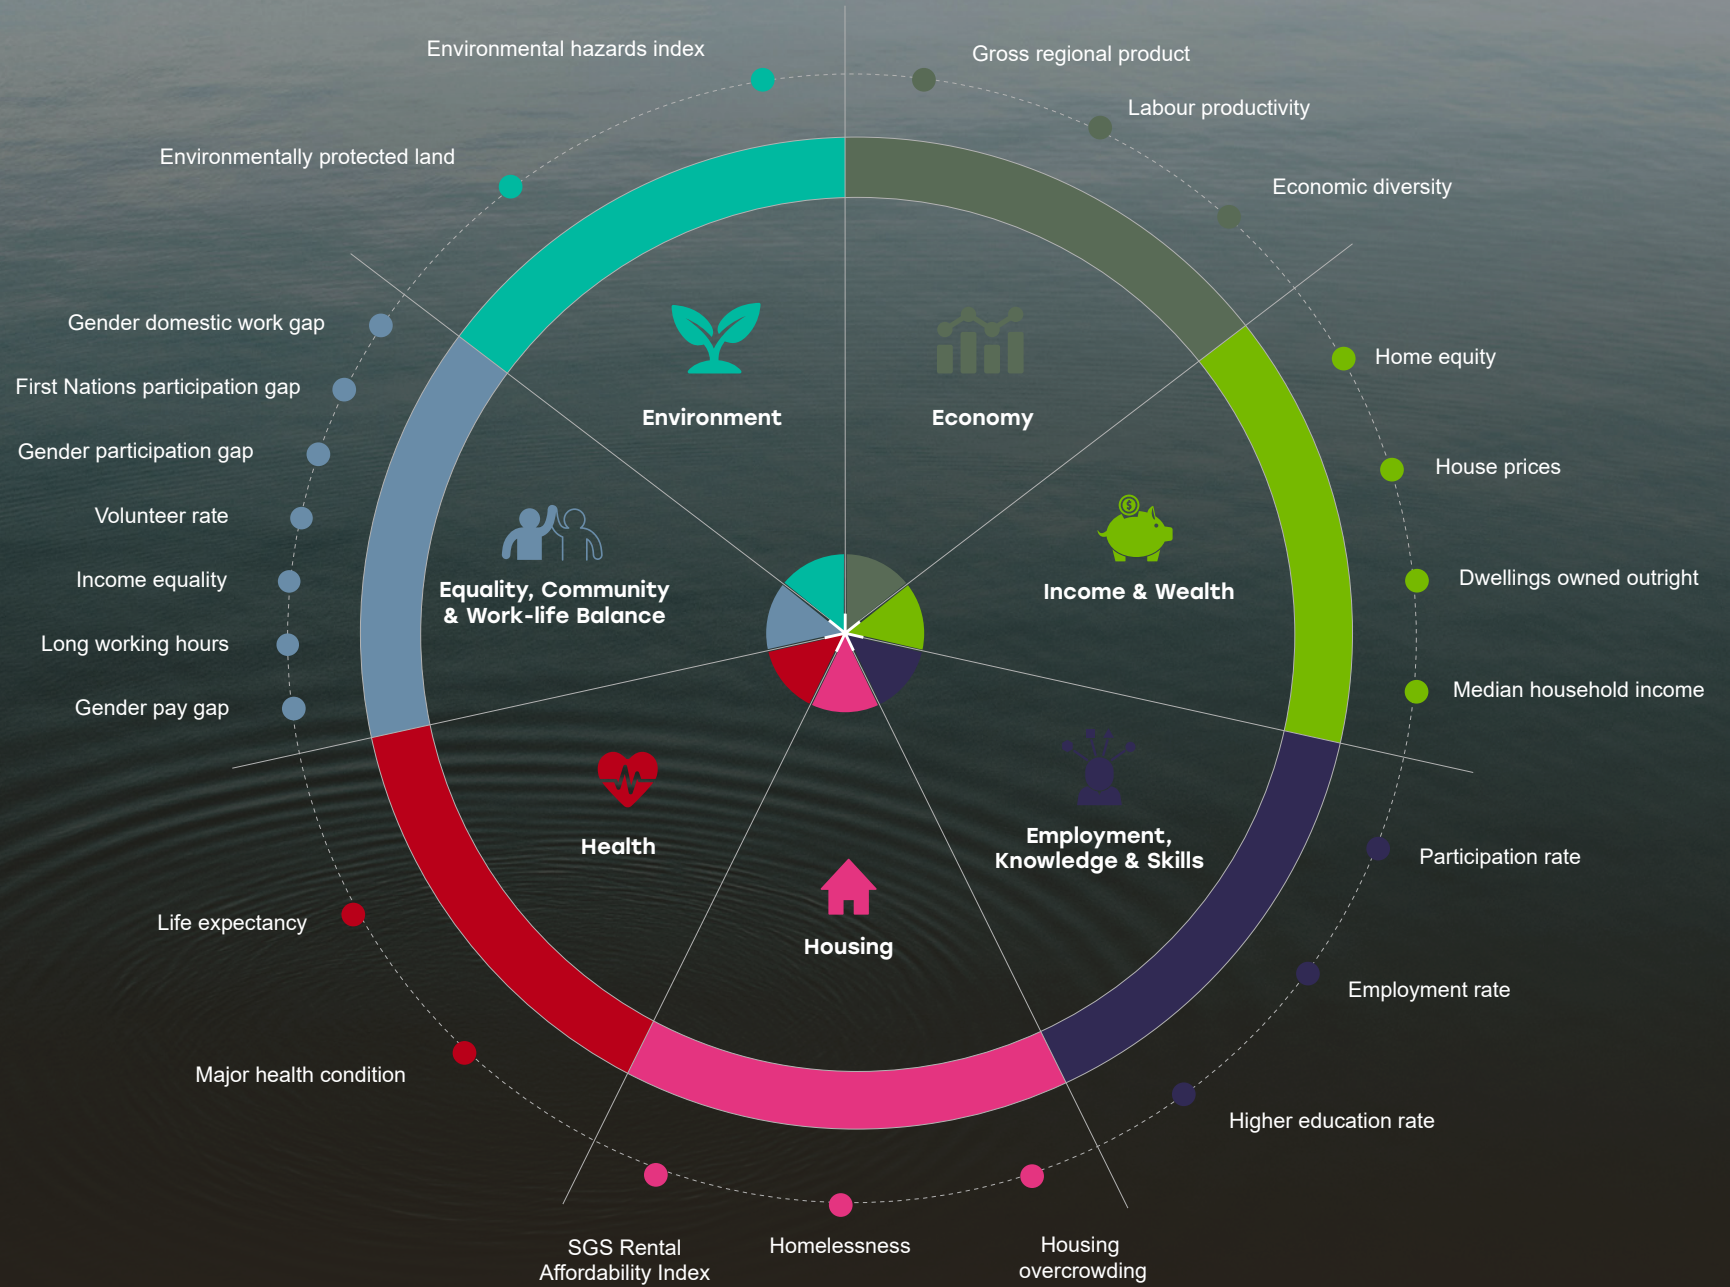 Environmental hazards index
Gross regional product
Labour productivity
Environmentally protected land
Economic diversity
Gender domestic work gap
First Nations participation gap
Gender participation gap
Volunteer rate
Income equality
Long working hours
Gender pay gap
Home equity
House prices
Dwellings owned outright
Median household income
Environment
Economy
Equality, Community
& Work-life Balance
$
Income & Wealth
Health
Housing
Employment,
Knowledge & Skills
Life expectancy
Major health condition
Participation rate
Employment rate
Higher education rate
SGS Rental
Affordability Index
Homelessness
Housing
overcrowding